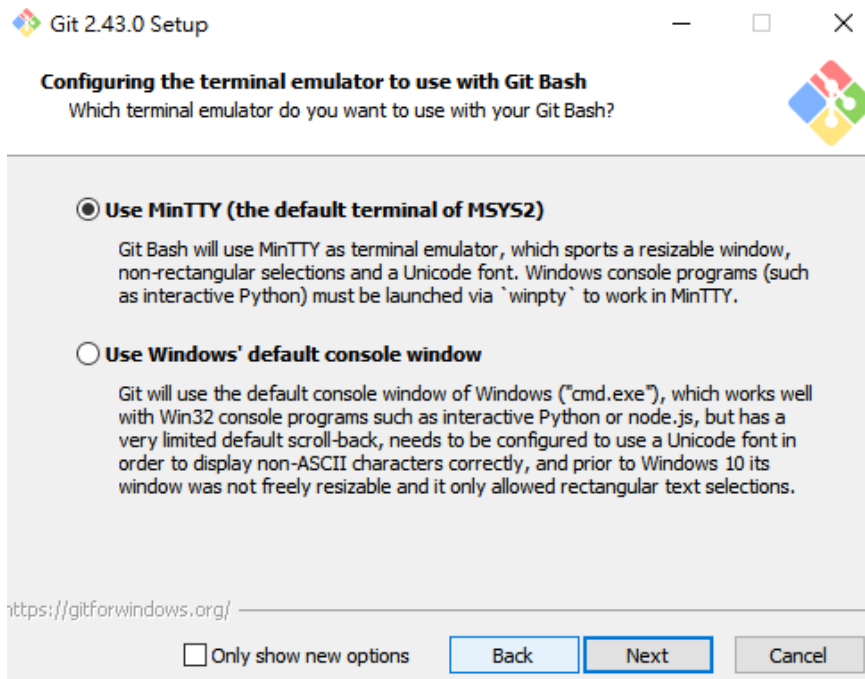 Git 2.43.0 Setup
Configuring the terminal emulator to use with Git Bash
Which terminal emulator do you want to use with your Git Bash?
Use MinTTY (the default terminal of MSYS2)
Git Bash will use MinTTY as terminal emulator, which sports a resizable window,
non-rectangular selections and a Unicode font. Windows console programs (such
as interactive Python) must be launched via `winpty` to work in MinTTY.
Use Windows' default console window
Git will use the default console window of Windows ("cmd.exe"), which works well
with Win32 console programs such as interactive Python or node.js, but has a
very limited default scroll-back, needs to be configured to use a Unicode font in
order to display non-ASCII characters correctly, and prior to Windows 10 its
window was not freely resizable and it only allowed rectangular text selections.
https://gitforwindows.org/
Only show new options Back Next Cancel